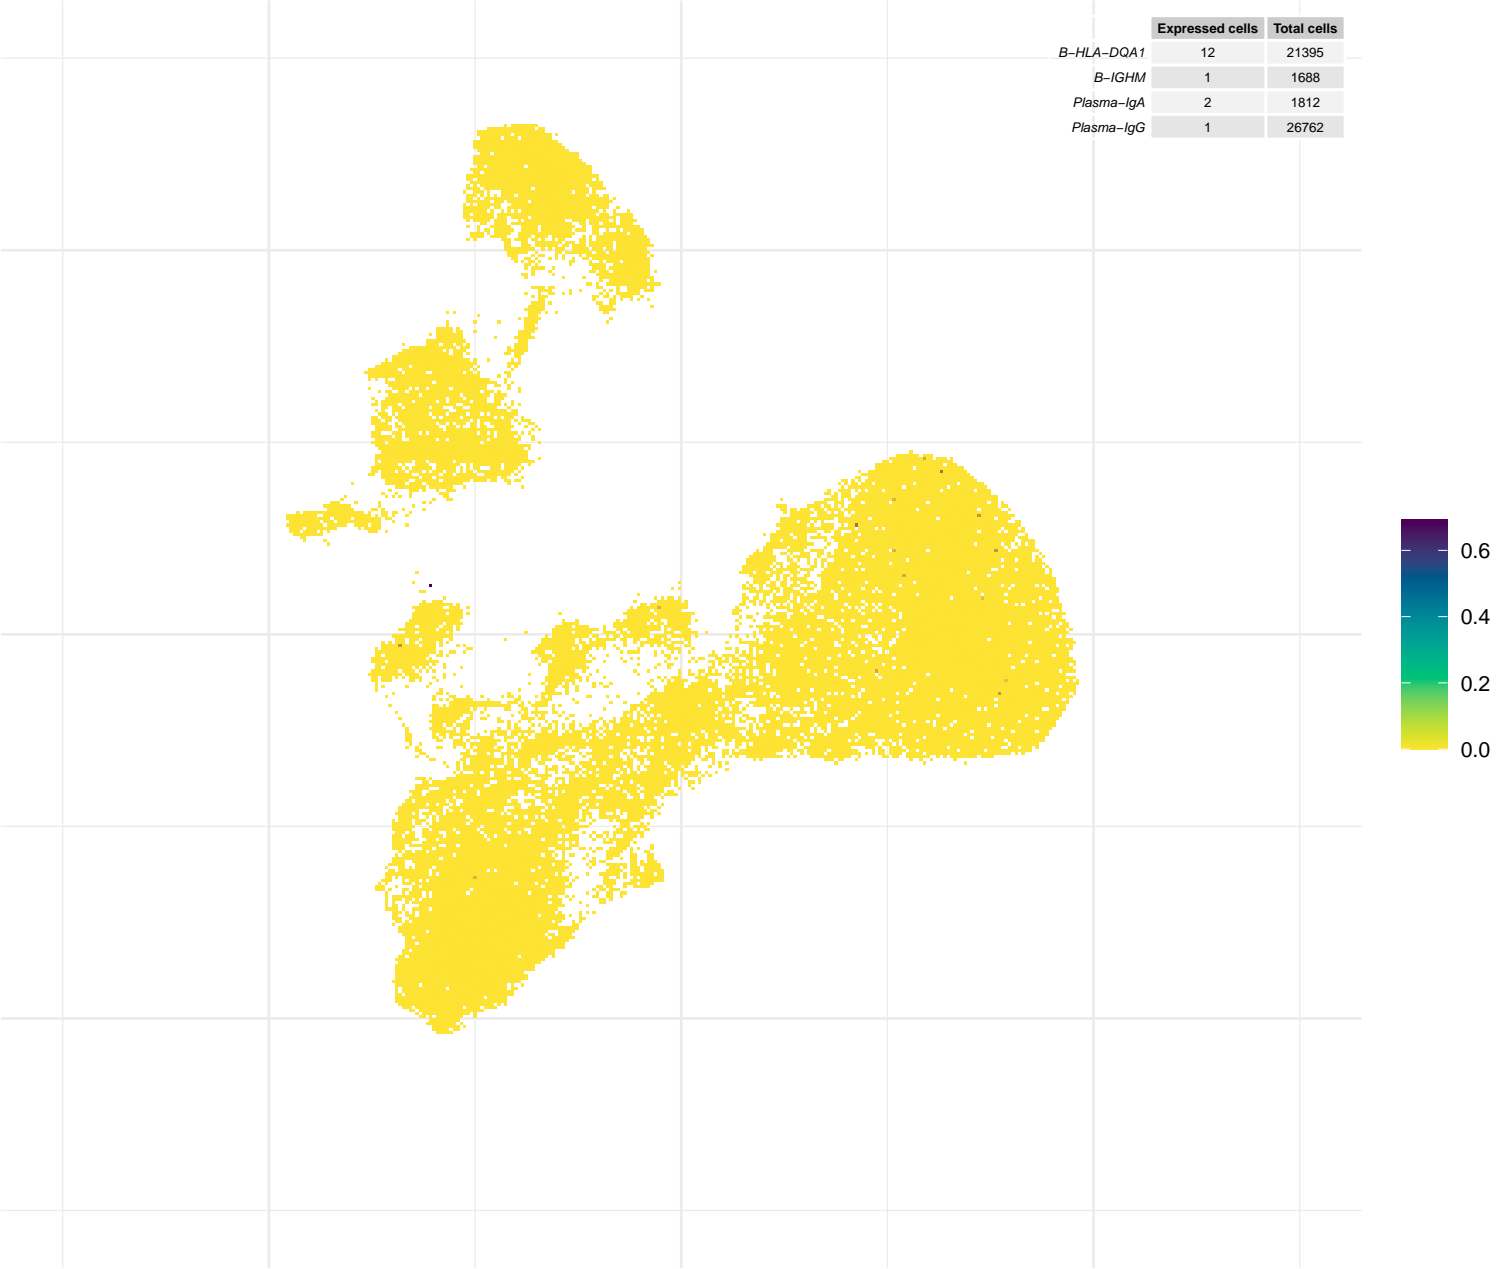 Expressed cells Total cells
B−HLA−DQA1 12 21395
B−IGHM 1 1688
Plasma−IgA 2 1812
Plasma−IgG 1 26762
0.6
0.4
0.2
0.0